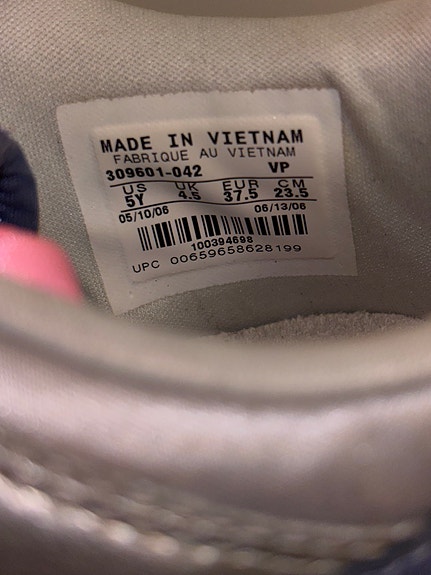 MADE IN VIETNAM
FABRIQUE AU VIETNAM
309601-042 VP
US UK EUR CM
5Y 4.5 37.5 23.5
05/10/06 06/13/06
100394698
UPC 00659658628199